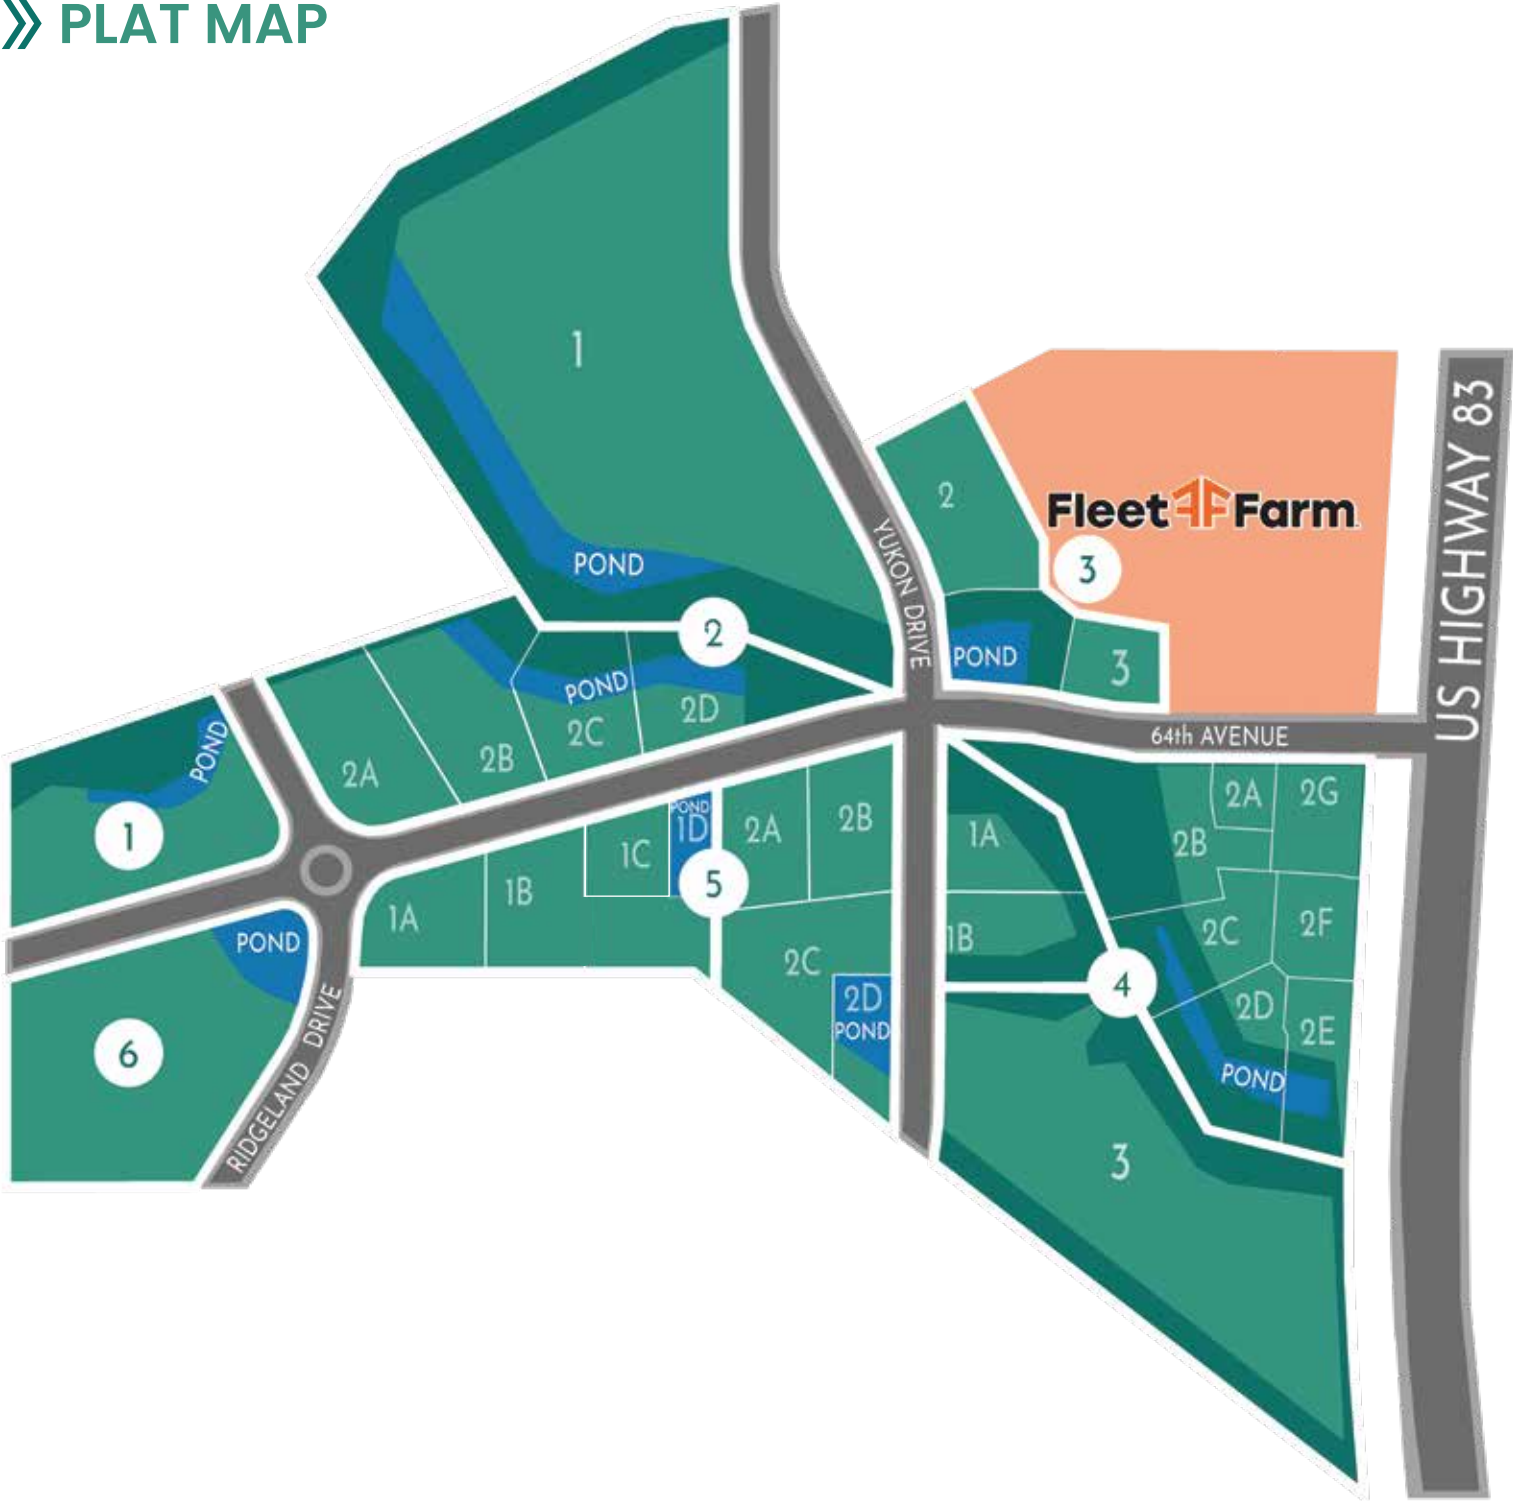 PLAT MAP
1
US HIGHWAY 83
2
Fleet Farm
YUKON DRIVE
POND
3
2
POND
3
POND
2D
POND
2C
64th AVENUE
2B
2A
2A
2G
POND
1D
2A
2B
1A
2B
1
1C
5
1B
1A
2C
2F
1B
POND
2C
4
2D
POND
2D
2E
6
RIDGELAND DRIVE
POND
3